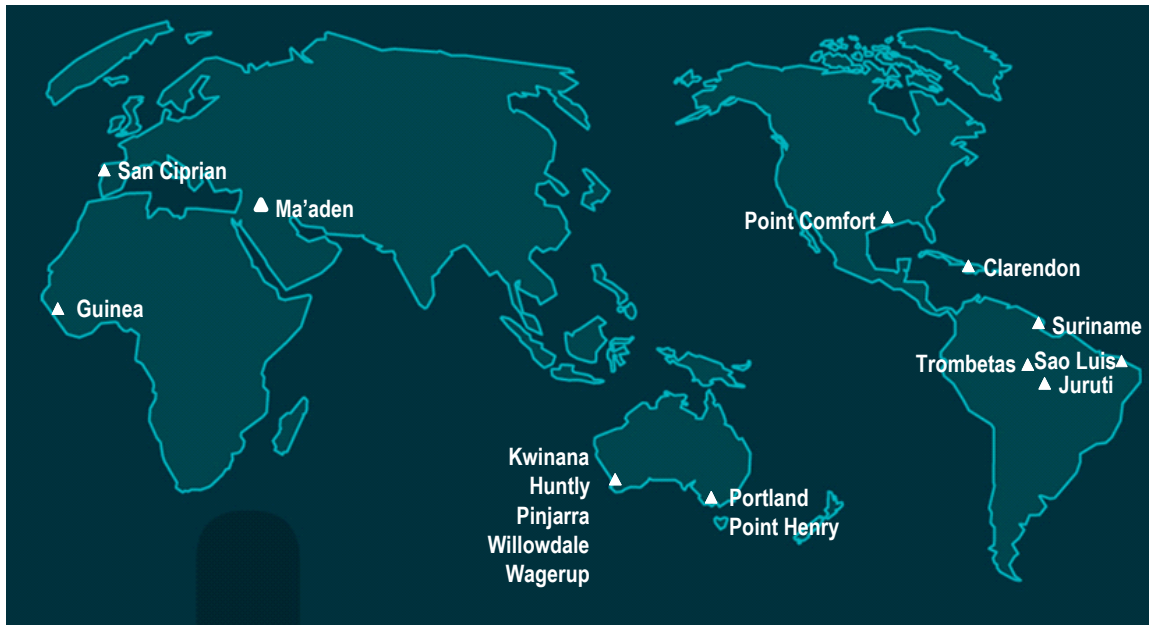 San Ciprian
Ma'aden
Point Comfort
Clarendon
Guinea
Suriname
Trombetas
Sao Luis
Juruti
Kwinana
Huntly
Pinjarra
Willowdale
Wagerup
Portland
Point Henry